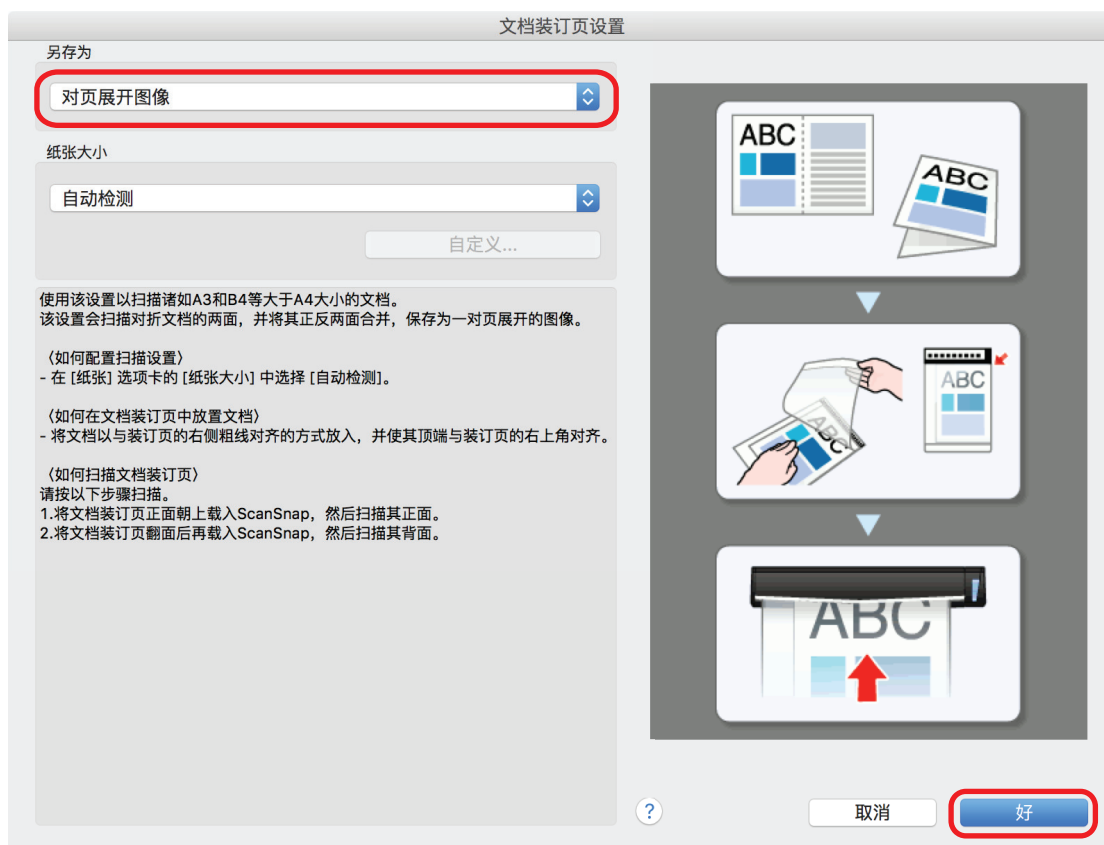 文档装订页设置
另存为
对页展开图像
纸张大小
自动检测
自定义...
使用该设置以扫描诸如A3和B4等大于A4大小的文档。
该设置会扫描对折文档的两面，并将其正反两面合并，保存为一对页展开的图像。
〈如何配置扫描设置〉
- 在 [纸张] 选项卡的 [纸张大小] 中选择 [自动检测]。
〈如何在文档装订页中放置文档〉
- 将文档以与装订页的右侧粗线对齐的方式放入，并使其顶端与装订页的右上角对齐。
〈如何扫描文档装订页〉
请按以下步骤扫描。
1.将文档装订页正面朝上载入ScanSnap，然后扫描其正面。
2.将文档装订页翻面后再载入ScanSnap，然后扫描其背面。
ABC
ABC
ABC
ABC
ABC
?
取消
好